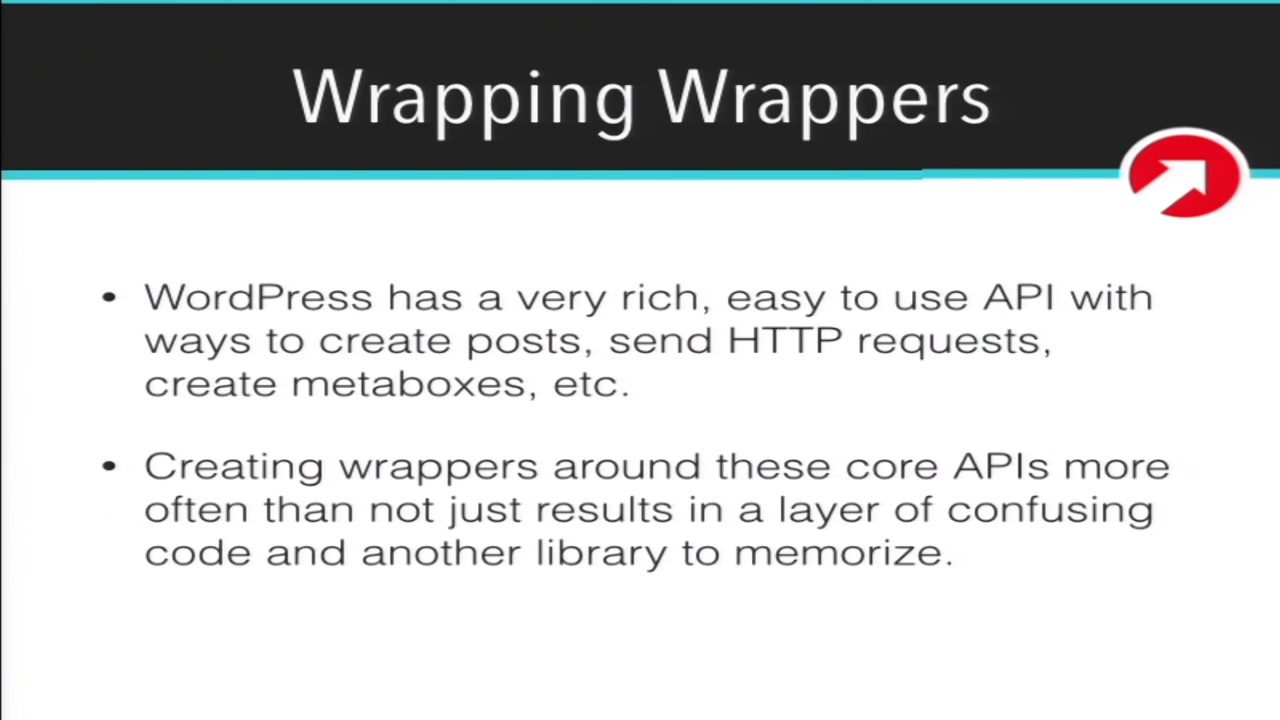 Wrapping Wrappers
• WordPress has a very rich, easy to use API with
ways to create posts, send HTTP requests,
create metaboxes, etc.
• Creating wrappers around these core APIs more
often than not just results in a layer of confusing
code and another library to memorize.